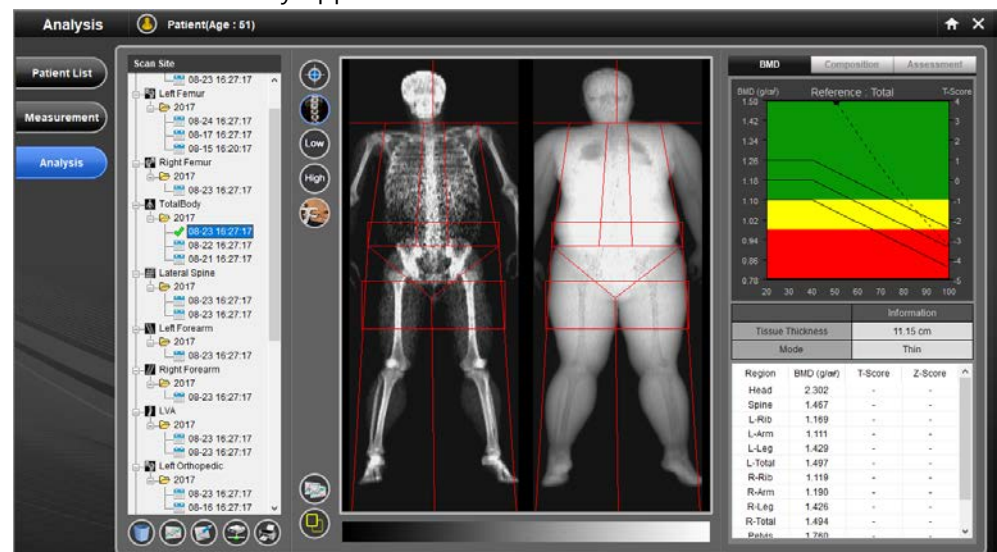 Analysis
Patient(Age : 51)
Patient List
Measurement
Analysis
Scan Site
08-23 16:27:17
Left Femur
2017
08-24 16:27:17
08-17 16:27:17
08-15 16:20:17
Right Femur
2017
08-23 16:27:17
TotalBody
2017
08-23 16:27:17
08-22 16:27:17
08-21 16:27:17
Lateral Spine
2017
08-23 16:27:17
08-23 16:27:17
Left Forearm
2017
08-23 16:27:17
Right Forearm
2017
08-23 16:27:17
LVA
2017
08-23 16:27:17
08-23 16:27:17
Left Orthopedic
2017
08-23 16:27:17
08-16 16:27:17
Low
High
BMD Composition Assessment
BMD (g/㎠) Reference : Total T-Score
1.50 4
1.42 3
1.34 2
1.26 1
1.18 0
1.10 -1
1.02 -2
0.94 -3
0.86 -4
0.78 -5
20 30 40 50 60 70 80 90 100
Information
Tissue Thickness 11.15 cm
Mode Thin
Region BMD (g/㎠) T-Score Z-Score
Head 2.302 - -
Spine 1.467 - -
L-Rib 1.169 - -
L-Arm 1.111 - -
L-Leg 1.429 - -
L-Total 1.497 - -
R-Rib 1.119 - -
R-Arm 1.190 - -
R-Leg 1.426 - -
R-Total 1.494 - -
Pelvis 1.760 - -